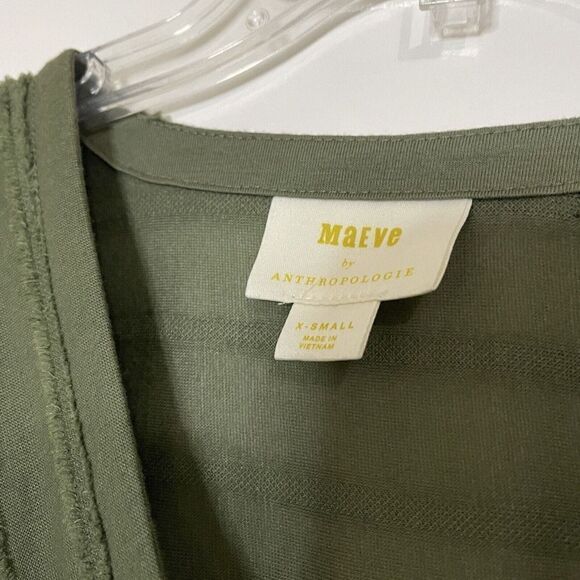 MaEVe
by
ANTHROPOLOGIE
X-SMALL
MADE IN
VIETNAM